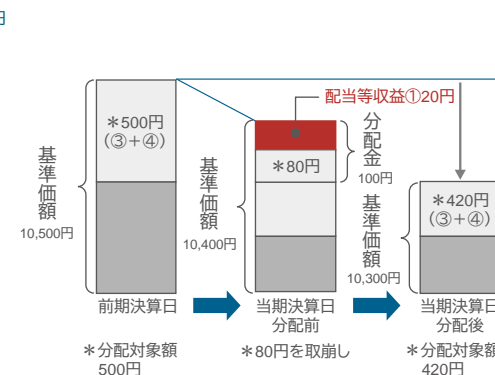 円
配当等収益①20円
＊500円
（③＋④）
分配金
100円
＊80円
基準価額
10,500円
基準価額
10,400円
基準価額
10,300円
＊420円
（③＋④）
前期決算日
当期決算日
分配前
当期決算日
分配後
＊分配対象額
500円
＊80円を取崩し
＊分配対象額
420円